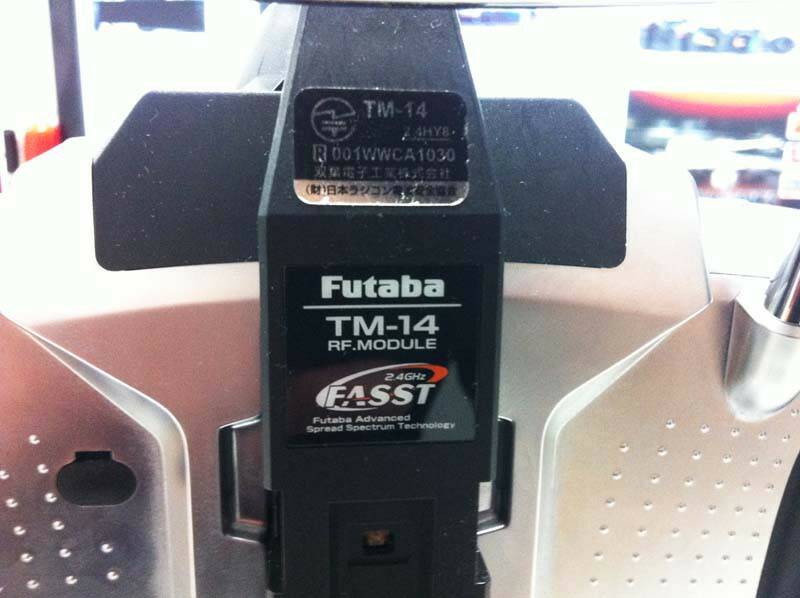 TM-14
2.4HY8
R 001WWCA1030
双葉電子工業株式会社
(財)日本ラジコン電波安全協会
Futaba
TM-14
RF.MODULE
2.4GHz
FASST
Futaba Advanced
Spread Spectrum Technology